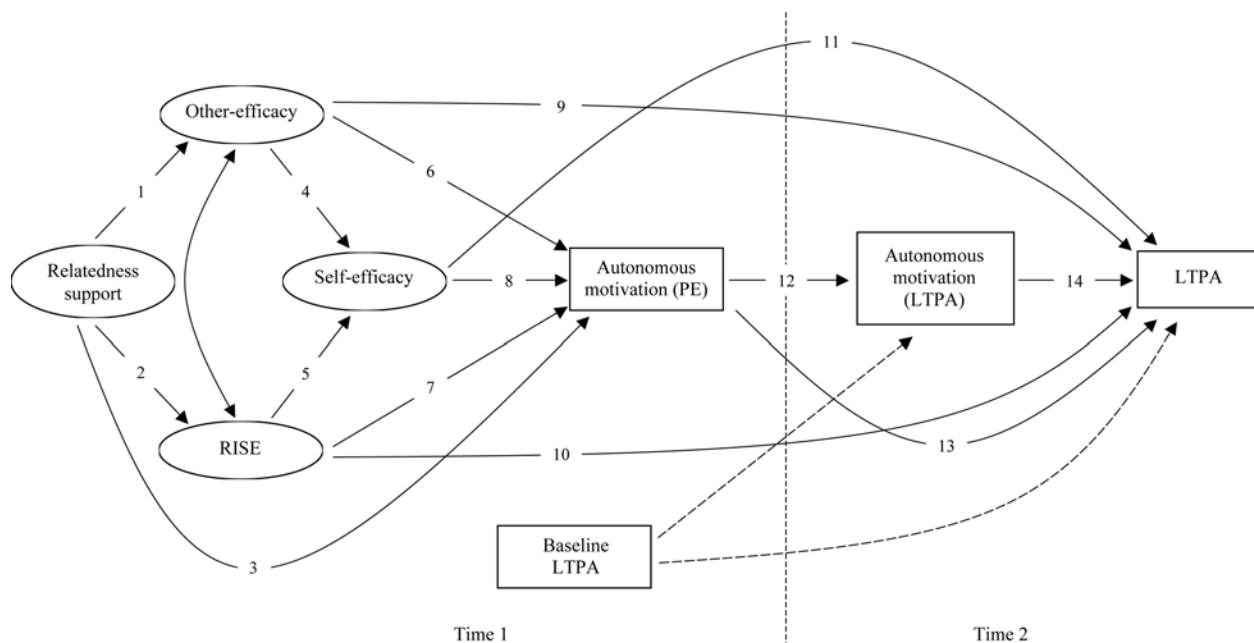 11
Other-efficacy
9
6
1
4
Relatedness
support
Self-efficacy
8
Autonomous
motivation (PE)
12
Autonomous
motivation
(LTPA)
14
LTPA
2
5
7
RISE
10
13
3
Baseline
LTPA
Time 1
Time 2